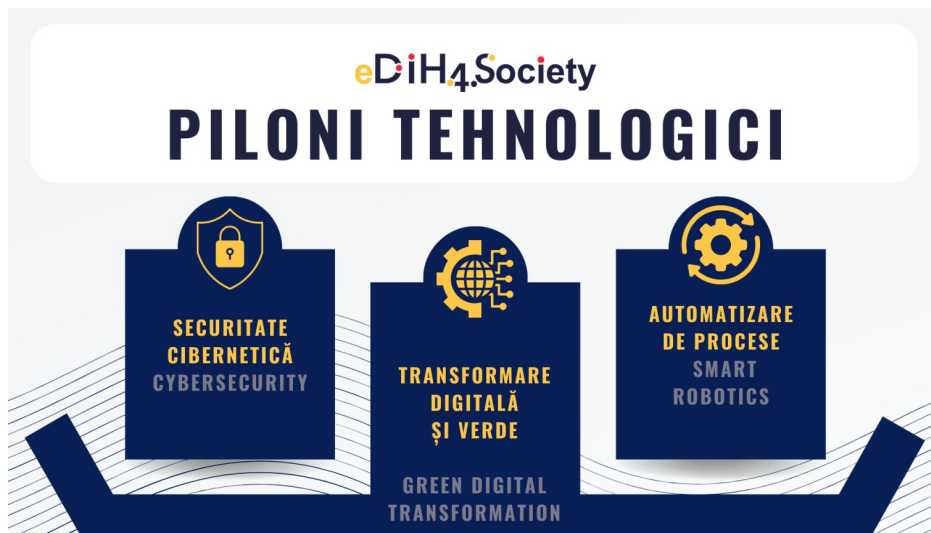 eDiH4Society
PILONI TEHNOLOGICI
SECURITATE
CIBERNETICĂ
CYBERSECURITY
TRANSFORMARE
DIGITALĂ
ȘI VERDE
GREEN DIGITAL
TRANSFORMATION
AUTOMATIZARE
DE PROCESE
SMART
ROBOTICS